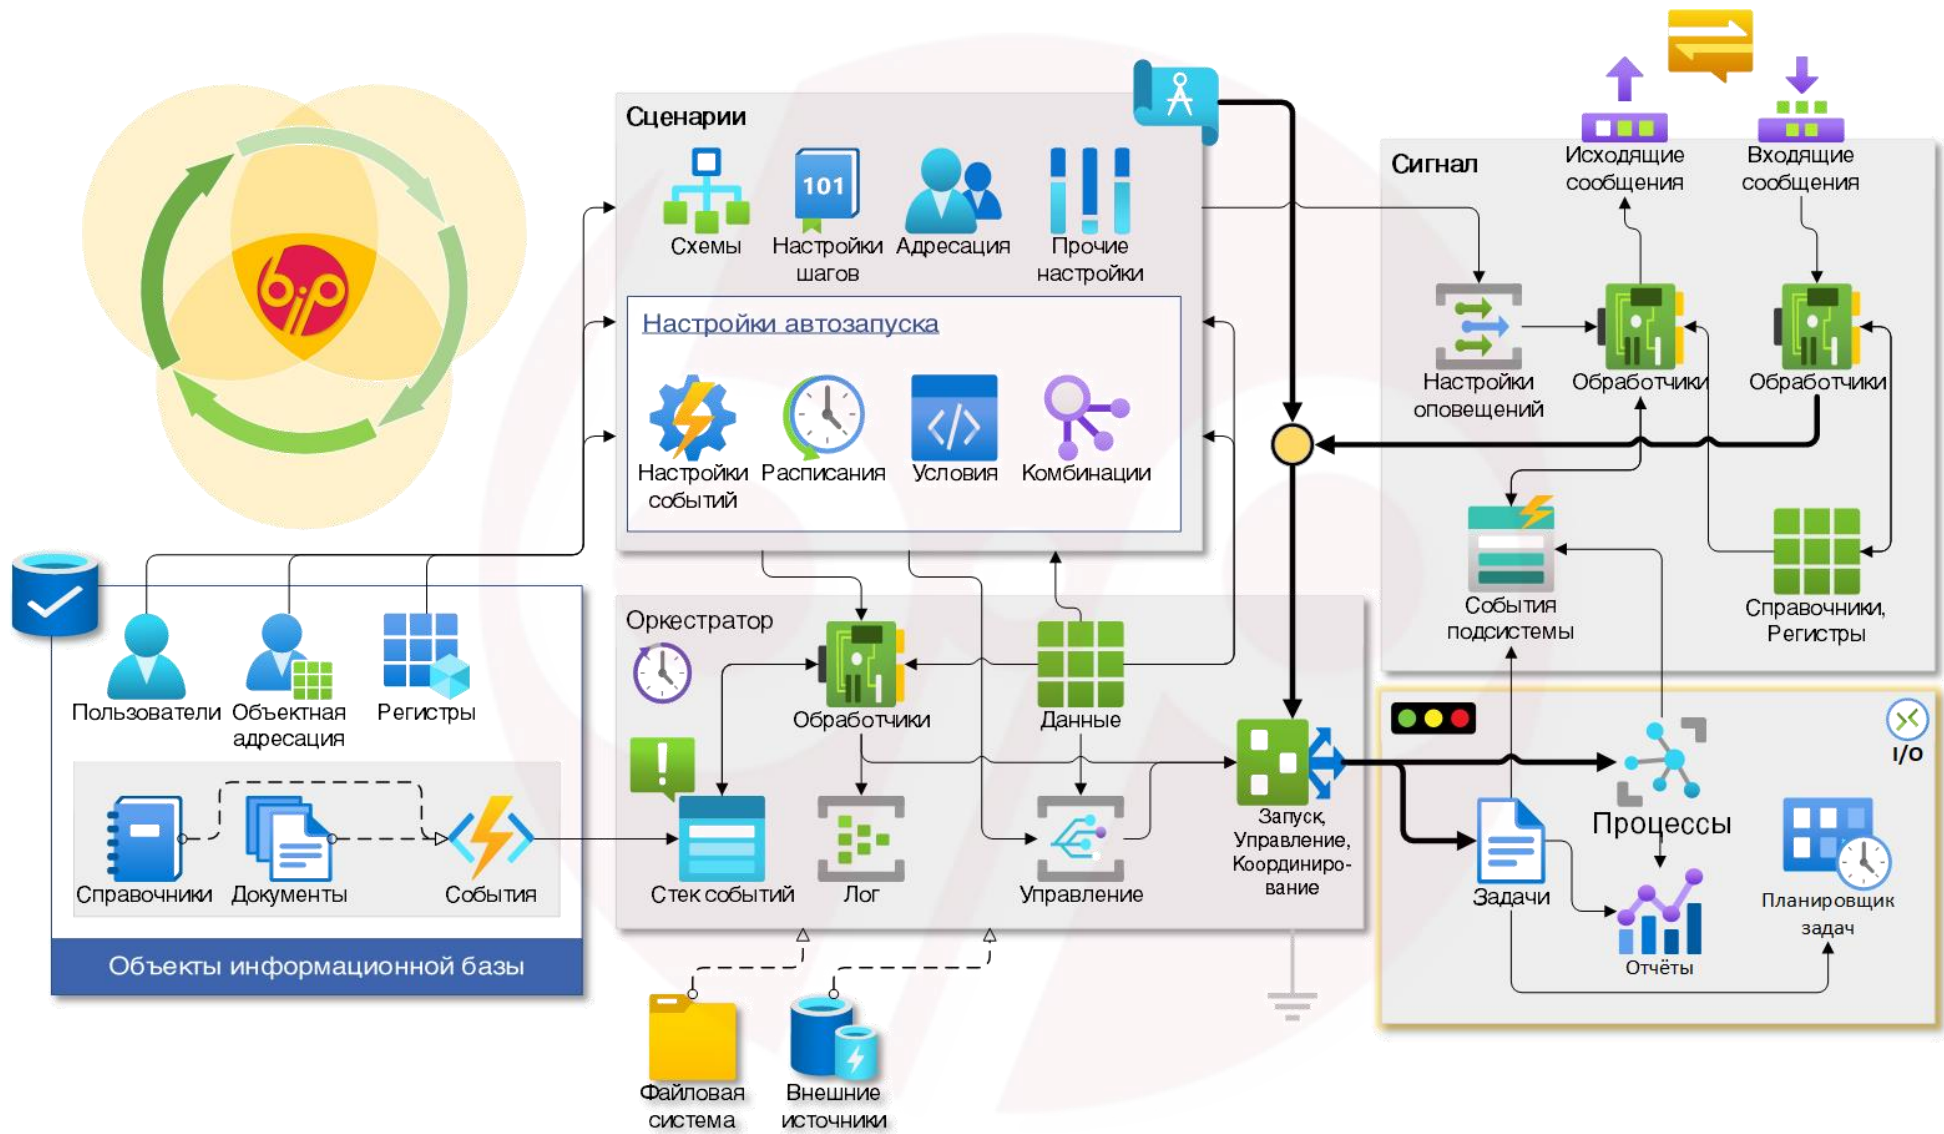 Сценарии
Схемы
Настройки
шагов
101
Адресация
Прочие
настройки
Настройки автозапуска
Настройки
событий
Расписания
Условия
Комбинации
bip
Сигнал
Исходящие
сообщения
Входящие
сообщения
Настройки
оповещений
Обработчики
Обработчики
События
подсистемы
Справочники,
Регистры
Пользователи
Объектная
адресация
Регистры
Справочники
Документы
События
Объекты информационной базы
Оркестратор
Обработчики
Данные
Стек событий
Лог
Управление
Запуск,
Управление,
Координиро-
вание
Файловая
система
Внешние
источники
I/O
Процессы
Задачи
Отчёты
Планировщик
задач